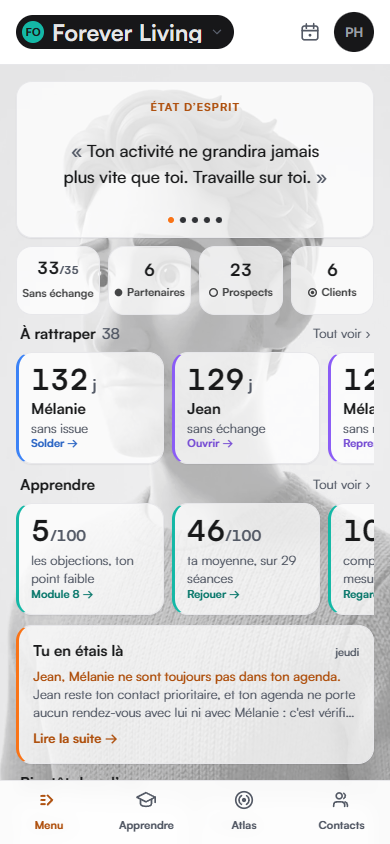 FO Forever Living
PH
ÉTAT D'ESPRIT
« Ton activité ne grandira jamais
plus vite que toi. Travaille sur toi. »
33/35
Sans échange
6
Partenaires
23
Prospects
6
Clients
À rattraper 38
Tout voir ›
132 j
Mélanie
sans issue
Solder →
129 j
Jean
sans échange
Ouvrir →
12
Méla
sans
Repre
Apprendre
Tout voir ›
5/100
les objections, ton
point faible
Module 8 →
46/100
ta moyenne, sur 29
séances
Rejouer →
10
comp
mesu
Regar
Tu en étais là
jeudi
Jean, Mélanie ne sont toujours pas dans ton agenda.
Jean reste ton contact prioritaire, et ton agenda ne porte
aucun rendez-vous avec lui ni avec Mélanie : c'est vérifi...
Lire la suite →
Menu
Apprendre
Atlas
Contacts